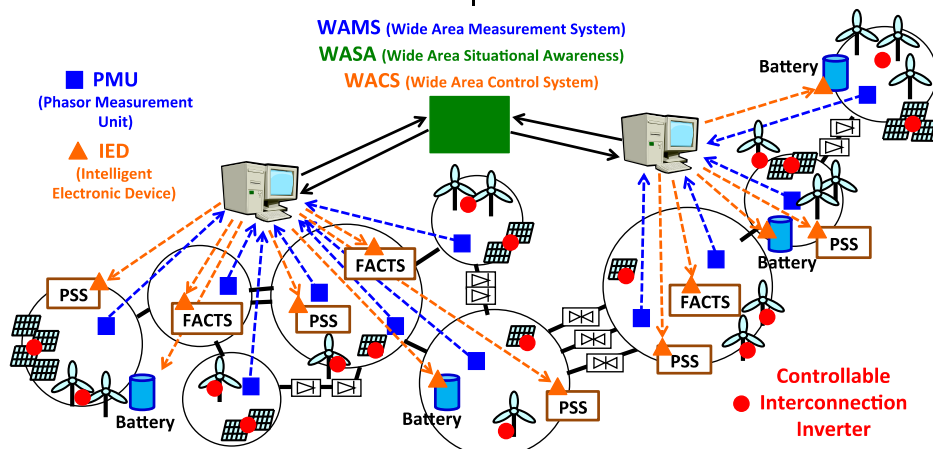 WAMS (Wide Area Measurement System)
WASA (Wide Area Situational Awareness)
WACS (Wide Area Control System)
PMU
(Phasor Measurement
Unit)
IED
(Intelligent
Electronic Device)
Battery
PSS
Battery
FACTS
PSS
FACTS
PSS
FACTS
PSS
Battery
Battery
PSS
Controllable
Interconnection
Inverter